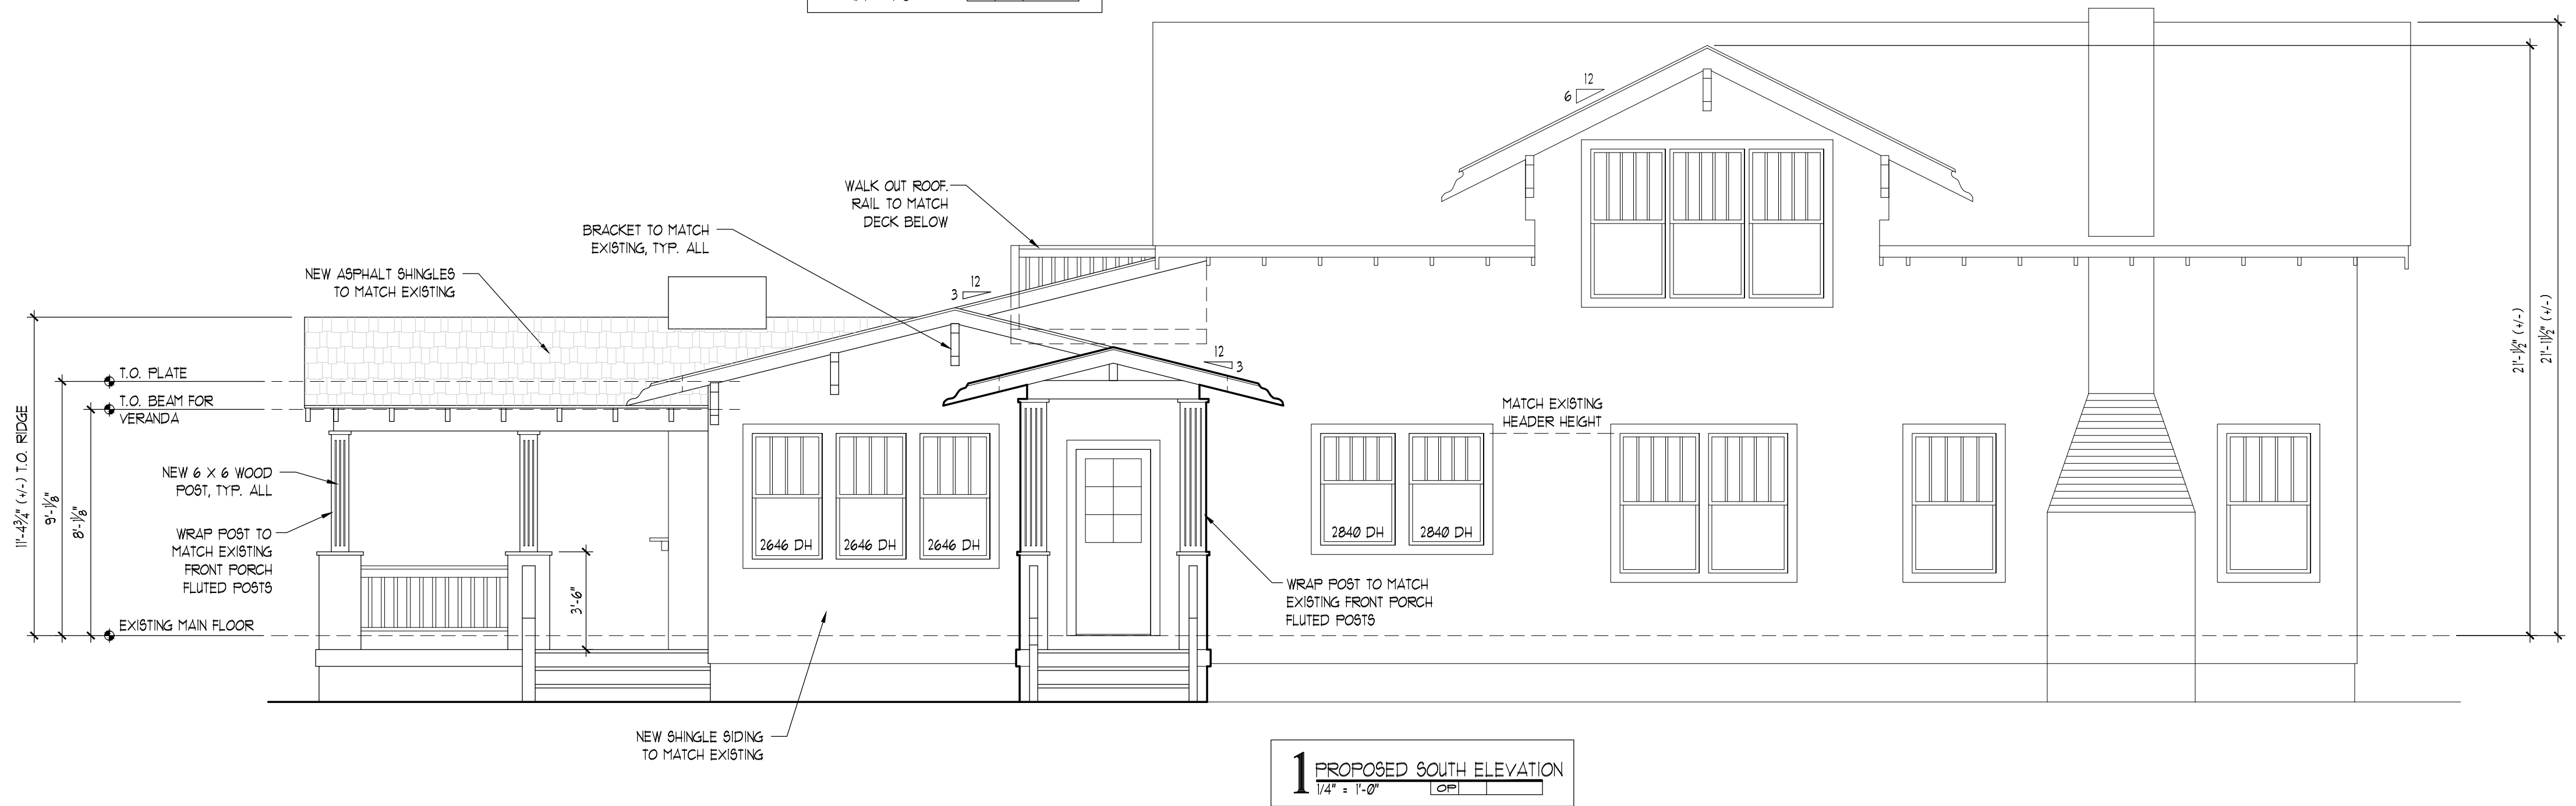 12
6
WALK OUT ROOF.
RAIL TO MATCH
DECK BELOW
BRACKET TO MATCH
EXISTING, TYP. ALL
NEW ASPHALT SHINGLES
TO MATCH EXISTING
12
3
12
3
T.O. PLATE
T.O. BEAM FOR
VERANDA
11'-4¾" (+/-) T.O. RIDGE
9'-1⅛"
8'-1⅛"
21'-1½" (+/-)
21'-11½" (+/-)
MATCH EXISTING
HEADER HEIGHT
NEW 6 X 6 WOOD
POST, TYP. ALL
WRAP POST TO
MATCH EXISTING
FRONT PORCH
FLUTED POSTS
2646 DH
2646 DH
2646 DH
2840 DH
2840 DH
3'-6"
WRAP POST TO MATCH
EXISTING FRONT PORCH
FLUTED POSTS
EXISTING MAIN FLOOR
NEW SHINGLE SIDING
TO MATCH EXISTING
1 PROPOSED SOUTH ELEVATION
1/4" = 1'-0"
OP